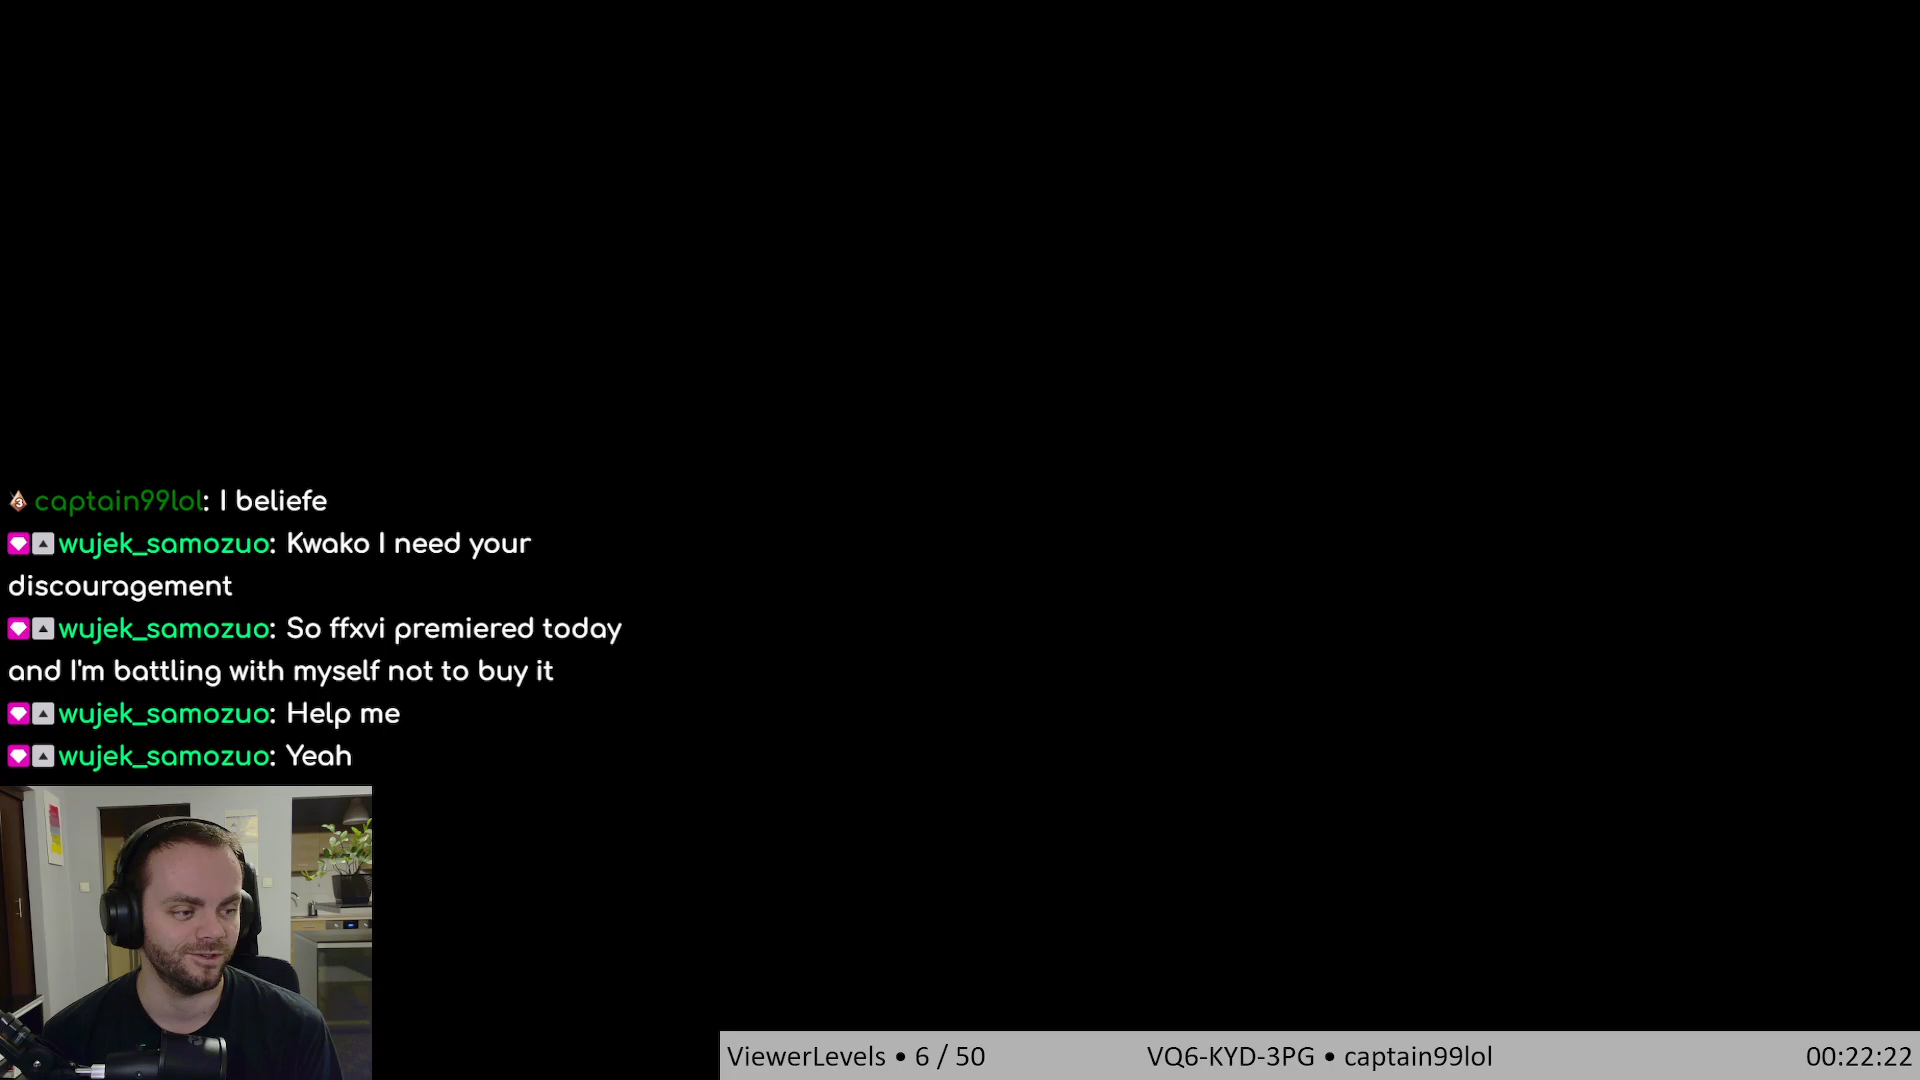 captain99lol: I beliefe
wujek_samozuo: Kwako I need your
discouragement
wujek_samozuo: So ffxvi premiered today
and I'm battling with myself not to buy it
wujek_samozuo: Help me
wujek_samozuo: Yeah
ViewerLevels • 6 / 50 VQ6-KYD-3PG • captain99lol 00:22:22